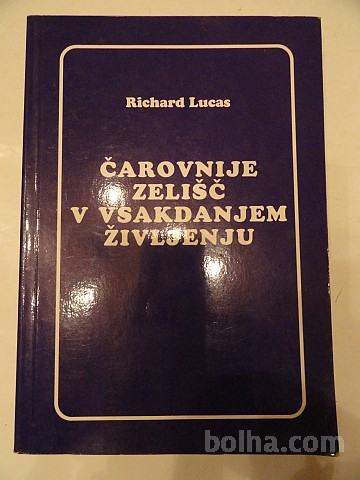 Richard Lucas
ČAROVNIJE
ZELIŠČ
V VSAKDANJEM
ŽIVLJENJU
bolha.com